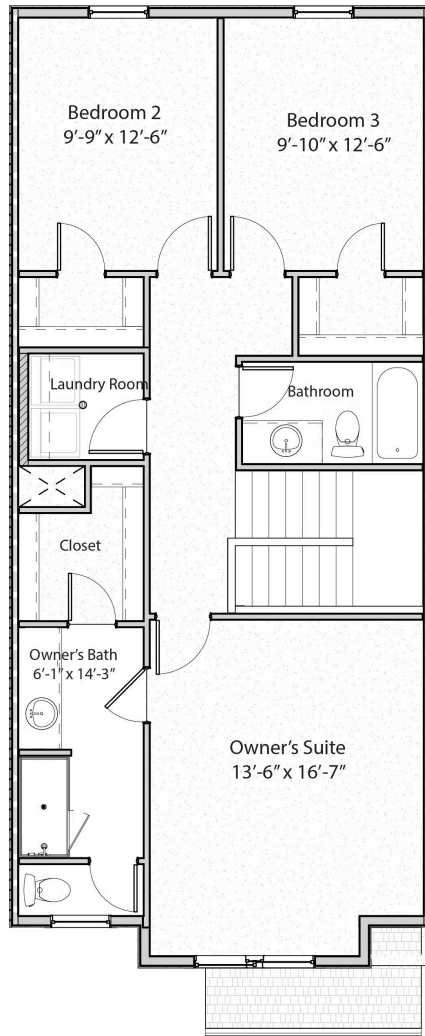 Bedroom 2
9'-9" x 12'-6"
Bedroom 3
9'-10" x 12'-6"
Laundry Room
Bathroom
Closet
Owner's Bath
6'-1" x 14'-3"
Owner's Suite
13'-6" x 16'-7"